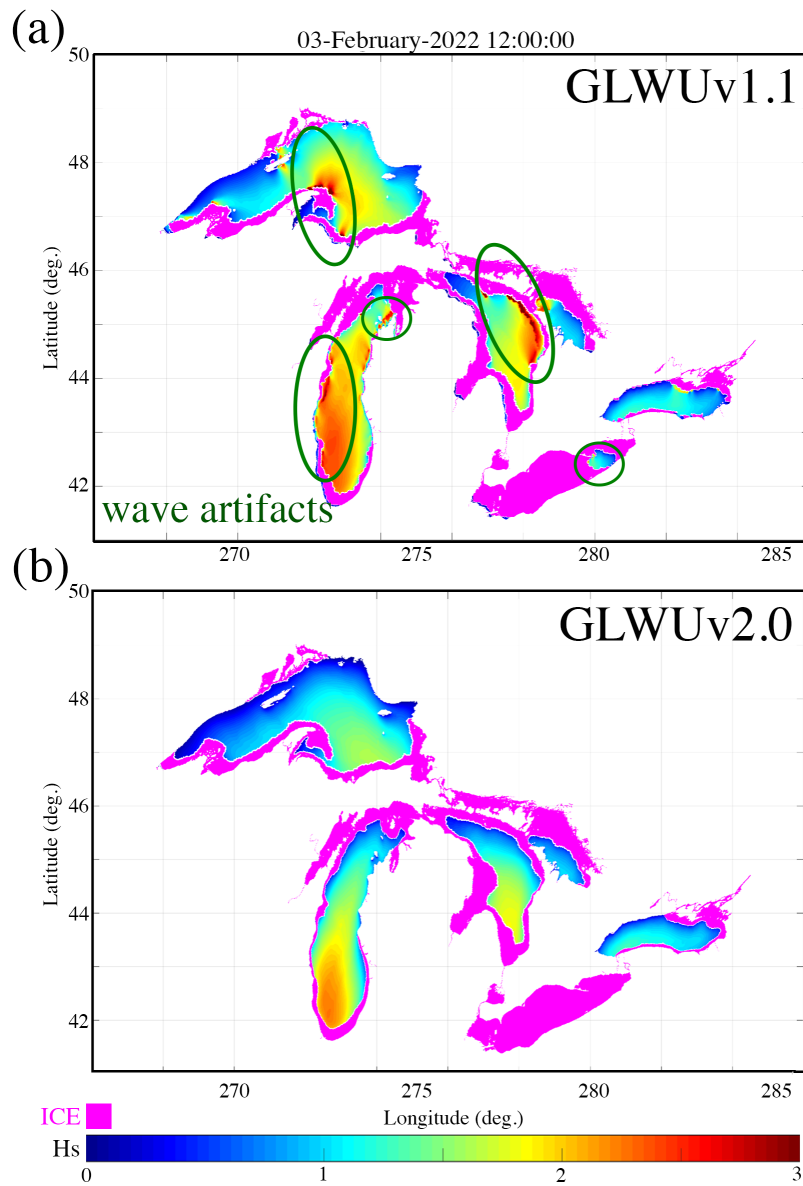 (a)
03-February-2022 12:00:00
50
GLWUv1.1
48
46
Latitude (deg.)
44
42
wave artifacts
270
275
280
285
(b)
50
GLWUv2.0
48
46
Latitude (deg.)
44
42
270
275
280
285
ICE
Longitude (deg.)
Hs
0
1
2
3